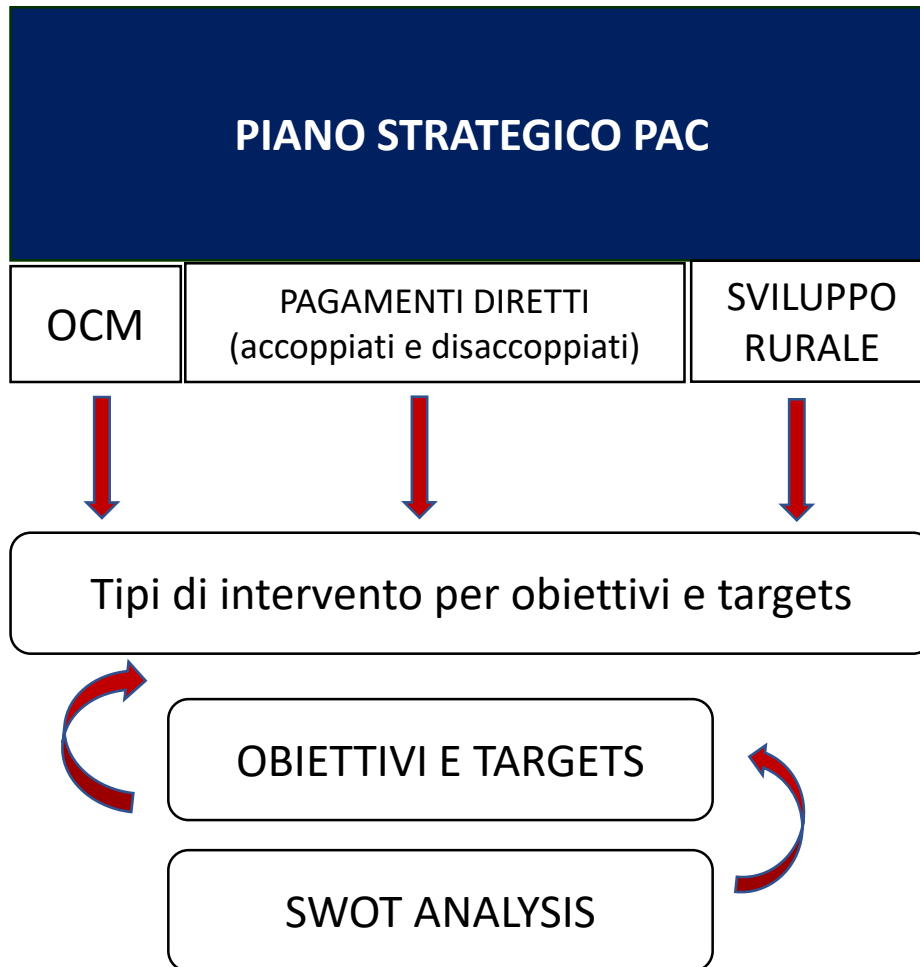 PIANO STRATEGICO PAC
OCM
PAGAMENTI DIRETTI
(accoppiati e disaccoppiati)
SVILUPPO
RURALE
Tipi di intervento per obiettivi e targets
OBIETTIVI E TARGETS
SWOT ANALYSIS